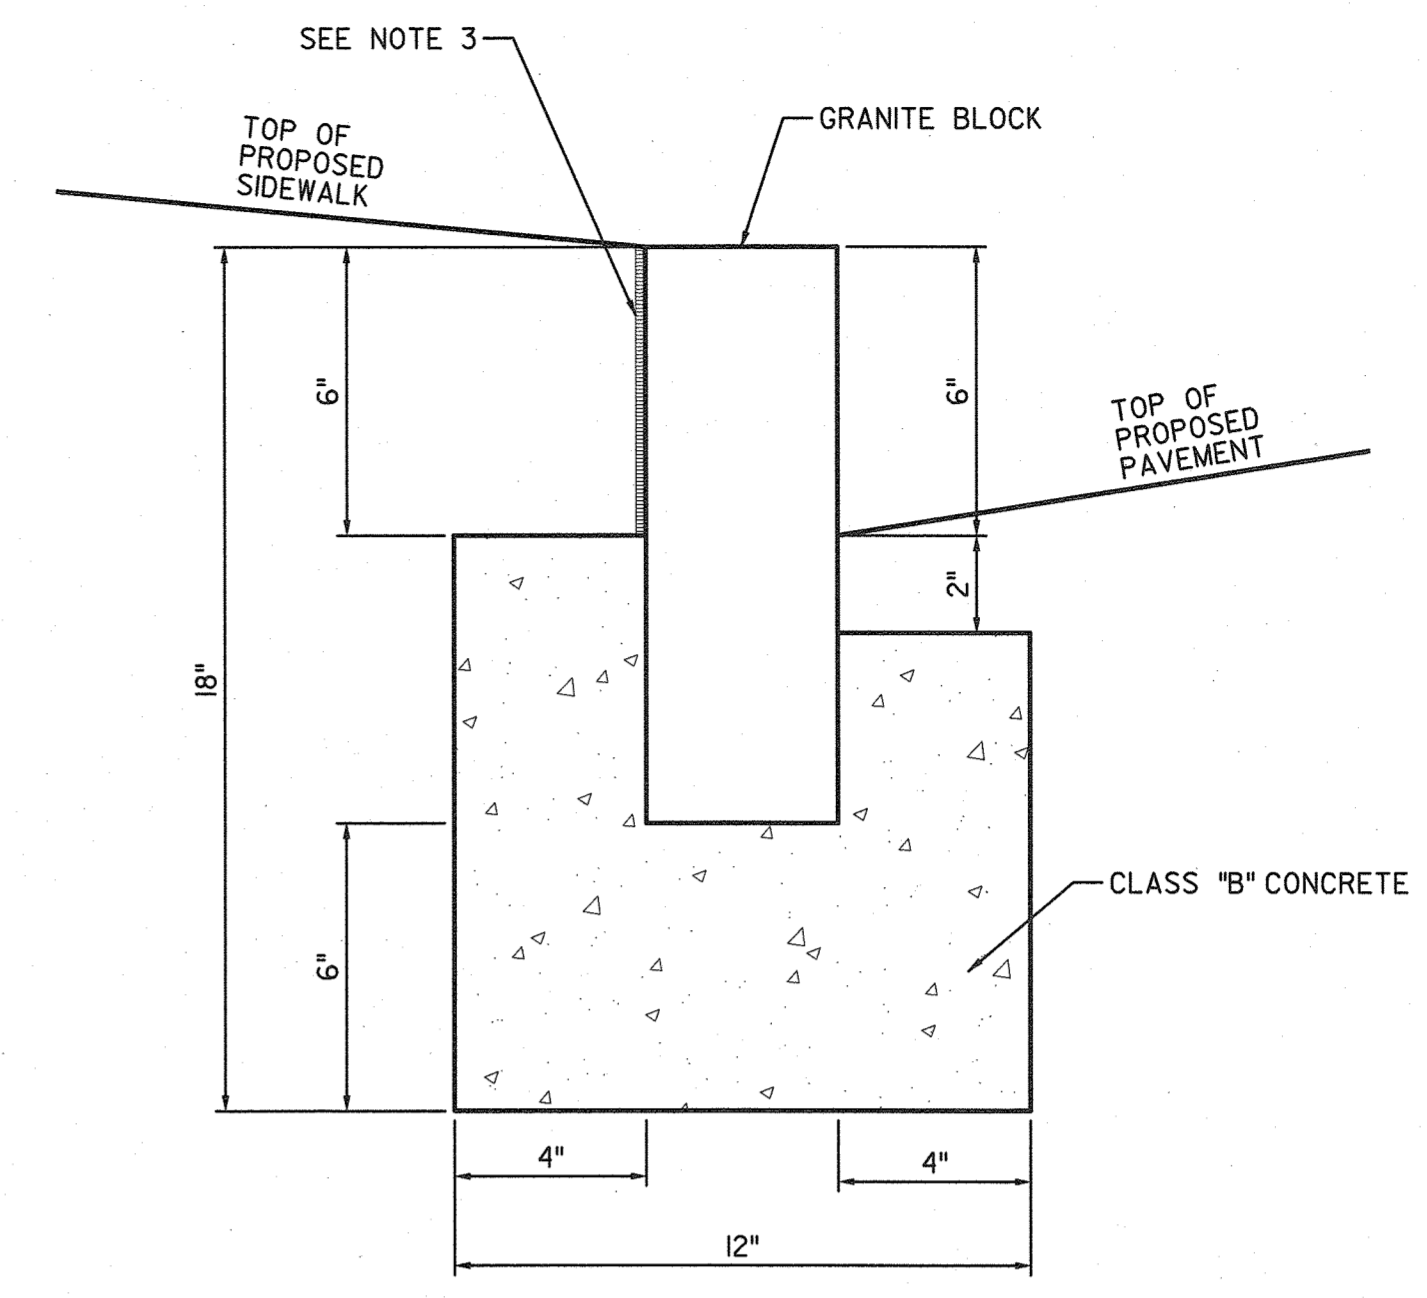 SEE NOTE 3
GRANITE BLOCK
TOP OF
PROPOSED
SIDEWALK
6"
6"
TOP OF
PROPOSED
PAVEMENT
2"
18"
CLASS "B" CONCRETE
6"
4"
4"
12"